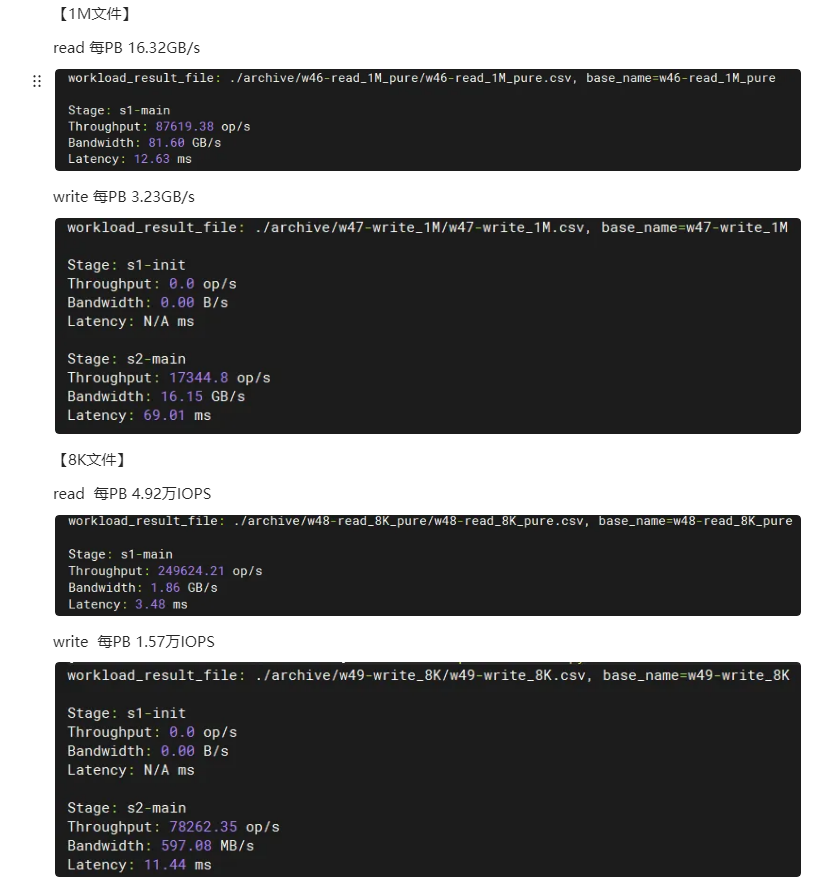 【1M文件】
read 每PB 16.32GB/s
workload_result_file: ./archive/w46-read_1M_pure/w46-read_1M_pure.csv, base_name=w46-read_1M_pure
Stage: s1-main
Throughput: 87619.38 op/s
Bandwidth: 81.60 GB/s
Latency: 12.63 ms
write 每PB 3.23GB/s
workload_result_file: ./archive/w47-write_1M/w47-write_1M.csv, base_name=w47-write_1M
Stage: s1-init
Throughput: 0.0 op/s
Bandwidth: 0.00 B/s
Latency: N/A ms
Stage: s2-main
Throughput: 17344.8 op/s
Bandwidth: 16.15 GB/s
Latency: 69.01 ms
【8K文件】
read 每PB 4.92万IOPS
workload_result_file: ./archive/w48-read_8K_pure/w48-read_8K_pure.csv, base_name=w48-read_8K_pure
Stage: s1-main
Throughput: 249624.21 op/s
Bandwidth: 1.86 GB/s
Latency: 3.48 ms
write 每PB 1.57万IOPS
workload_result_file: ./archive/w49-write_8K/w49-write_8K.csv, base_name=w49-write_8K
Stage: s1-init
Throughput: 0.0 op/s
Bandwidth: 0.00 B/s
Latency: N/A ms
Stage: s2-main
Throughput: 78262.35 op/s
Bandwidth: 597.08 MB/s
Latency: 11.44 ms